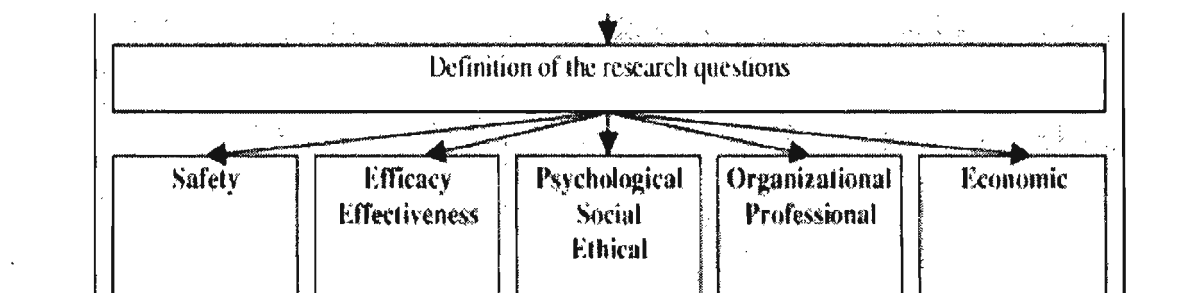 Definition of the research questions
Safety
Efficacy
Effectiveness
Psychological
Social
Ethical
Organizational
Professional
Economic